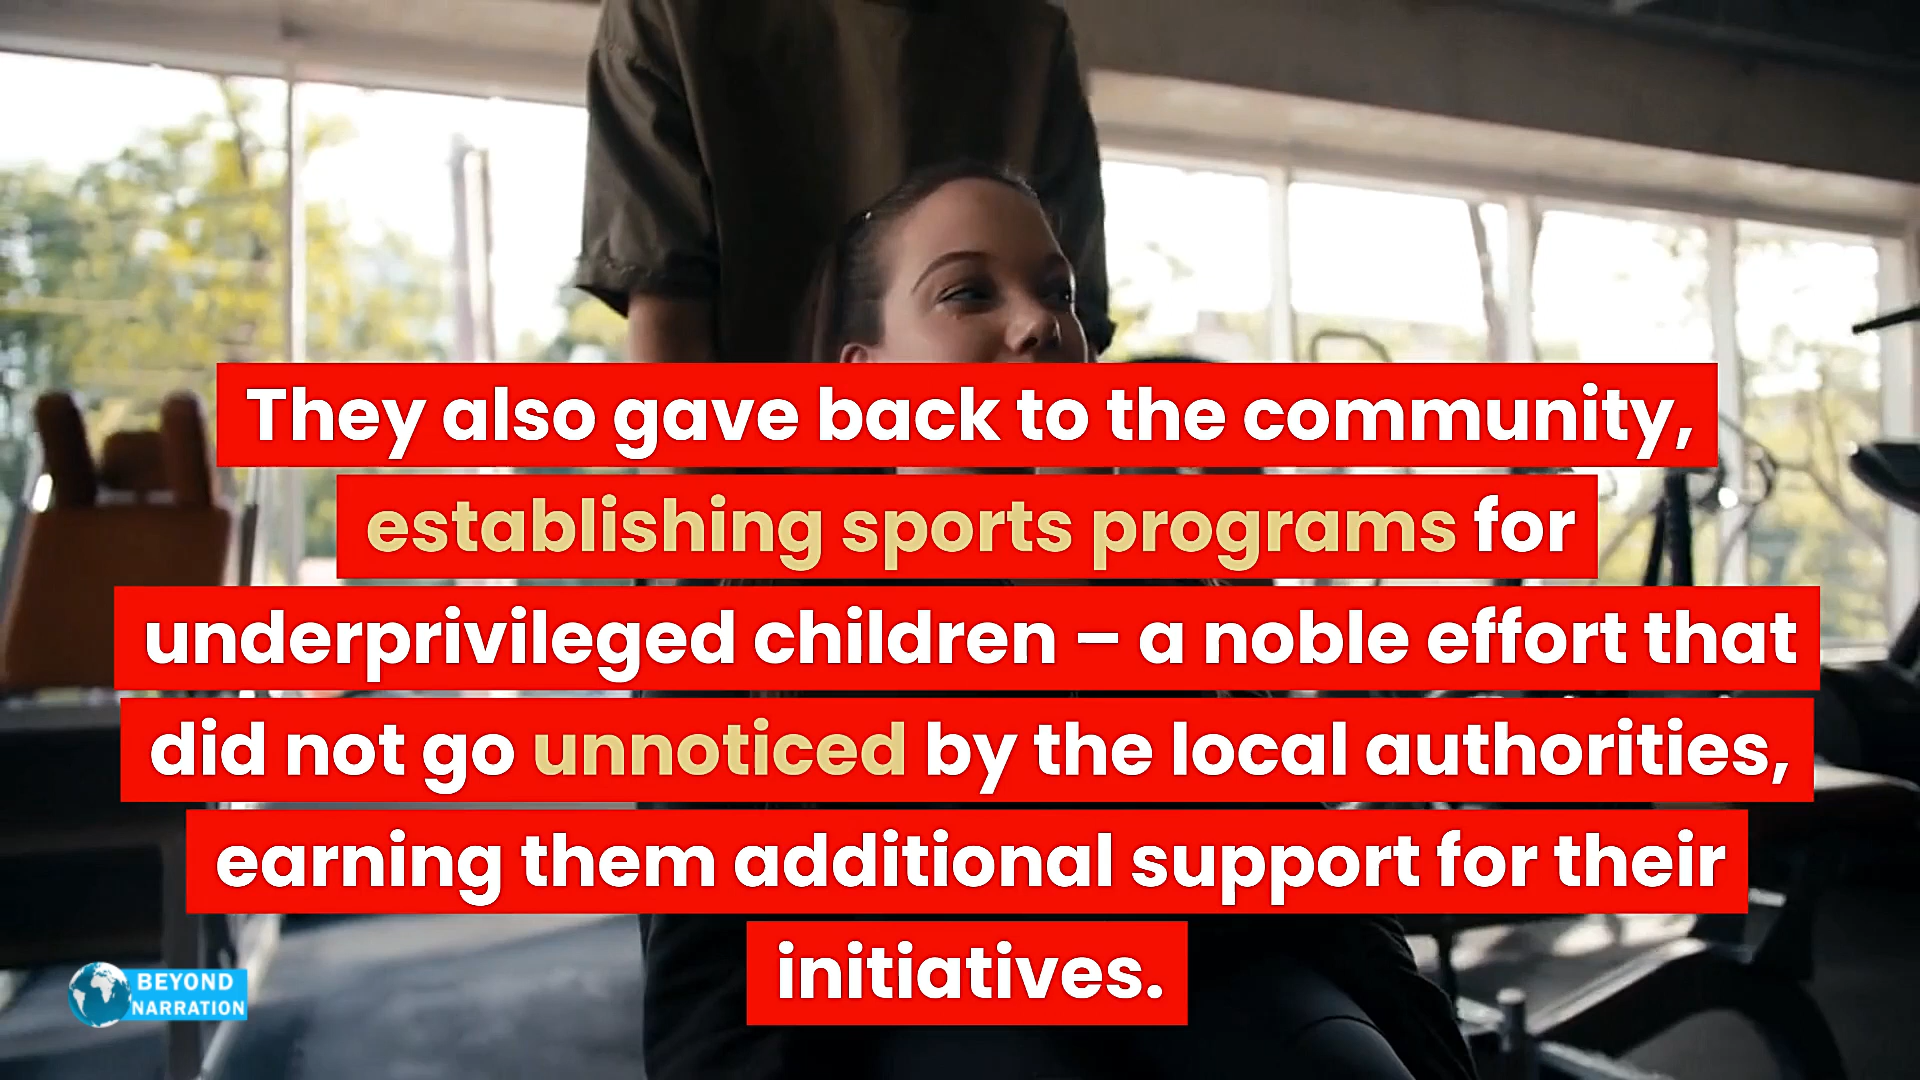 They also gave back to the community,
establishing sports programs for
underprivileged children – a noble effort that
did not go unnoticed by the local authorities,
earning them additional support for their
initiatives.
BEYOND
NARRATION